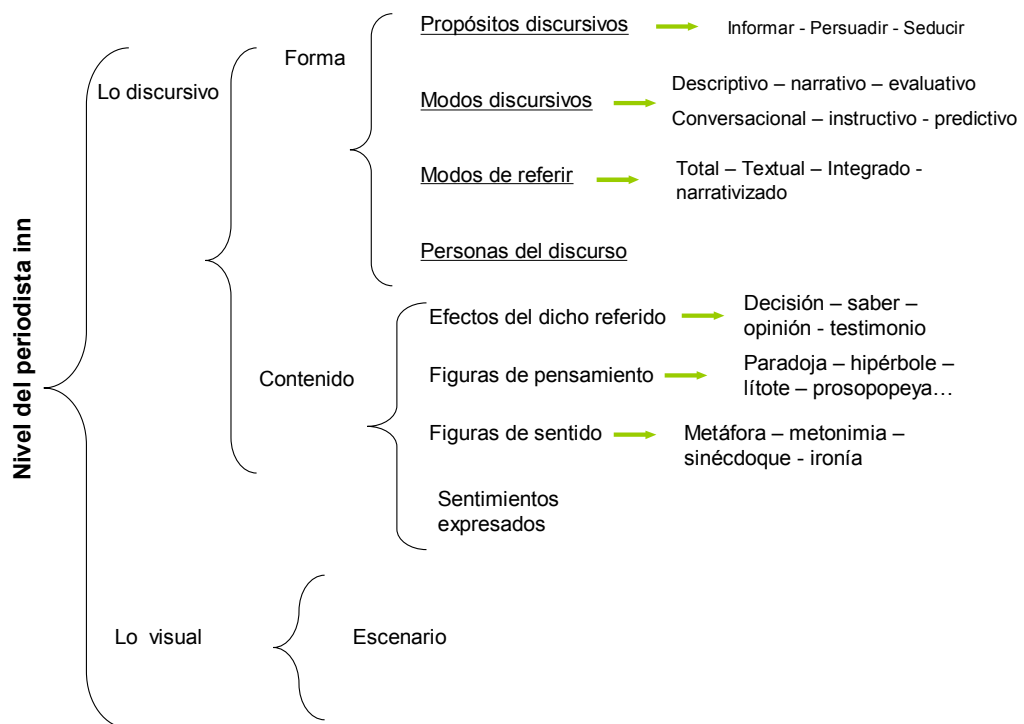 Nivel del periodista inn
Lo discursivo
Forma
Propósitos discursivos
Informar - Persuadir - Seducir
Modos discursivos
Descriptivo – narrativo – evaluativo
Conversacional – instructivo - predictivo
Modos de referir
Total – Textual – Integrado -
narrativizado
Personas del discurso
Contenido
Efectos del dicho referido
Decisión – saber –
opinión - testimonio
Figuras de pensamiento
Paradoja – hipérbole –
lítote – prosopopeya…
Figuras de sentido
Metáfora – metonimia –
sinécdoque - ironía
Sentimientos
expresados
Lo visual
Escenario